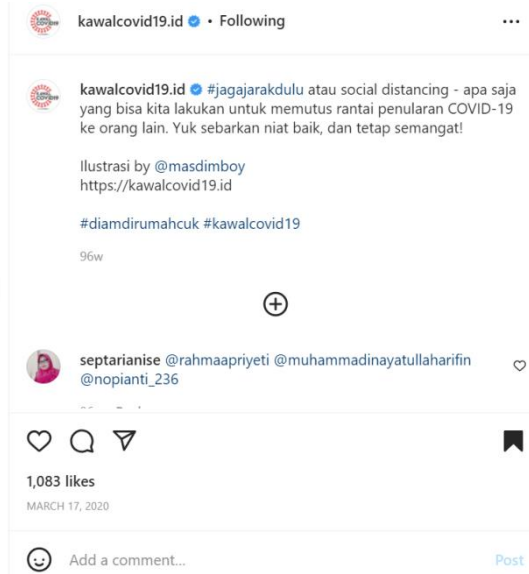 kawalcovid19.id • Following
kawalcovid19.id #jagajarakdulu atau social distancing - apa saja
yang bisa kita lakukan untuk memutus rantai penularan COVID-19
ke orang lain. Yuk sebarkan niat baik, dan tetap semangat!
Ilustrasi by @masdimboy
https://kawalcovid19.id
#diamdirumahcuk #kawalcovid19
96w
septarianise @rahmaapriyeti @muhammadinayatullaharifin
@nopianti_236
1,083 likes
MARCH 17, 2020
Add a comment...
Post